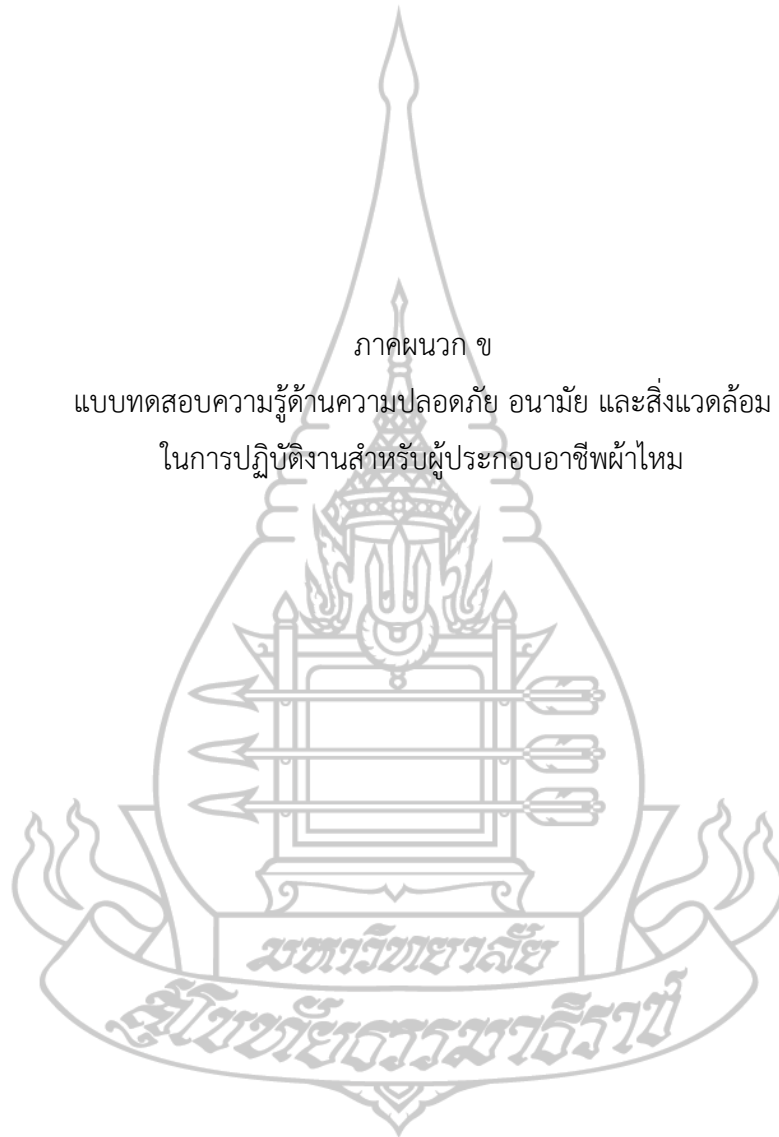 ภาคผนวก ข
แบบทดสอบความรู้ด้านความปลอดภัย อนามัย และสิ่งแวดล้อม
ในการปฏิบัติงานสำหรับผู้ประกอบอาชีพผ้าไหม
มหาวิทยาลัย
สุโขทัยธรรมาธิราช